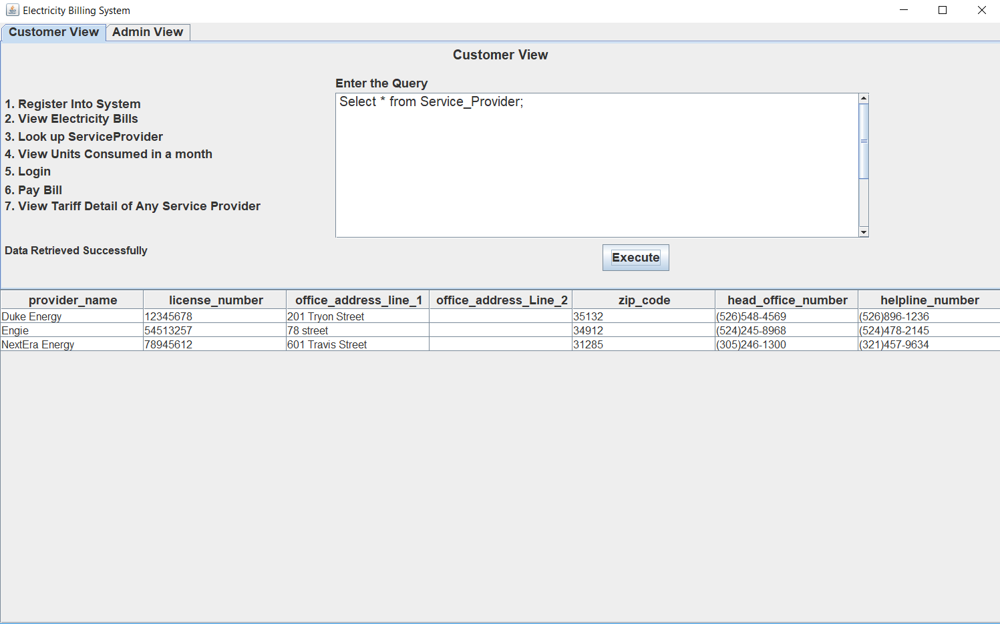 Electricity Billing System
Customer View Admin View
Customer View
Enter the Query
Select * from Service_Provider;
1. Register Into System
2. View Electricity Bills
3. Look up ServiceProvider
4. View Units Consumed in a month
5. Login
6. Pay Bill
7. View Tariff Detail of Any Service Provider
Data Retrieved Successfully
Execute
provider_name license_number office_address_line_1 office_address_Line_2 zip_code head_office_number helpline_number
Duke Energy 12345678 201 Tryon Street 35132 (526)548-4569 (526)896-1236
Engie 54513257 78 street 34912 (524)245-8968 (524)478-2145
NextEra Energy 78945612 601 Travis Street 31285 (305)246-1300 (321)457-9634